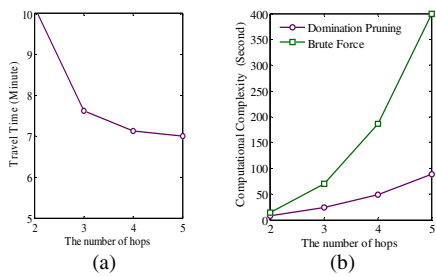 10
9
8
7
6
5
2
3
4
5
Travel Time (Minute)
The number of hops
(a)
400
350
300
250
200
150
100
50
0
2
3
4
5
Computational Complexity (Second)
Domination Pruning
Brute Force
The number of hops
(b)